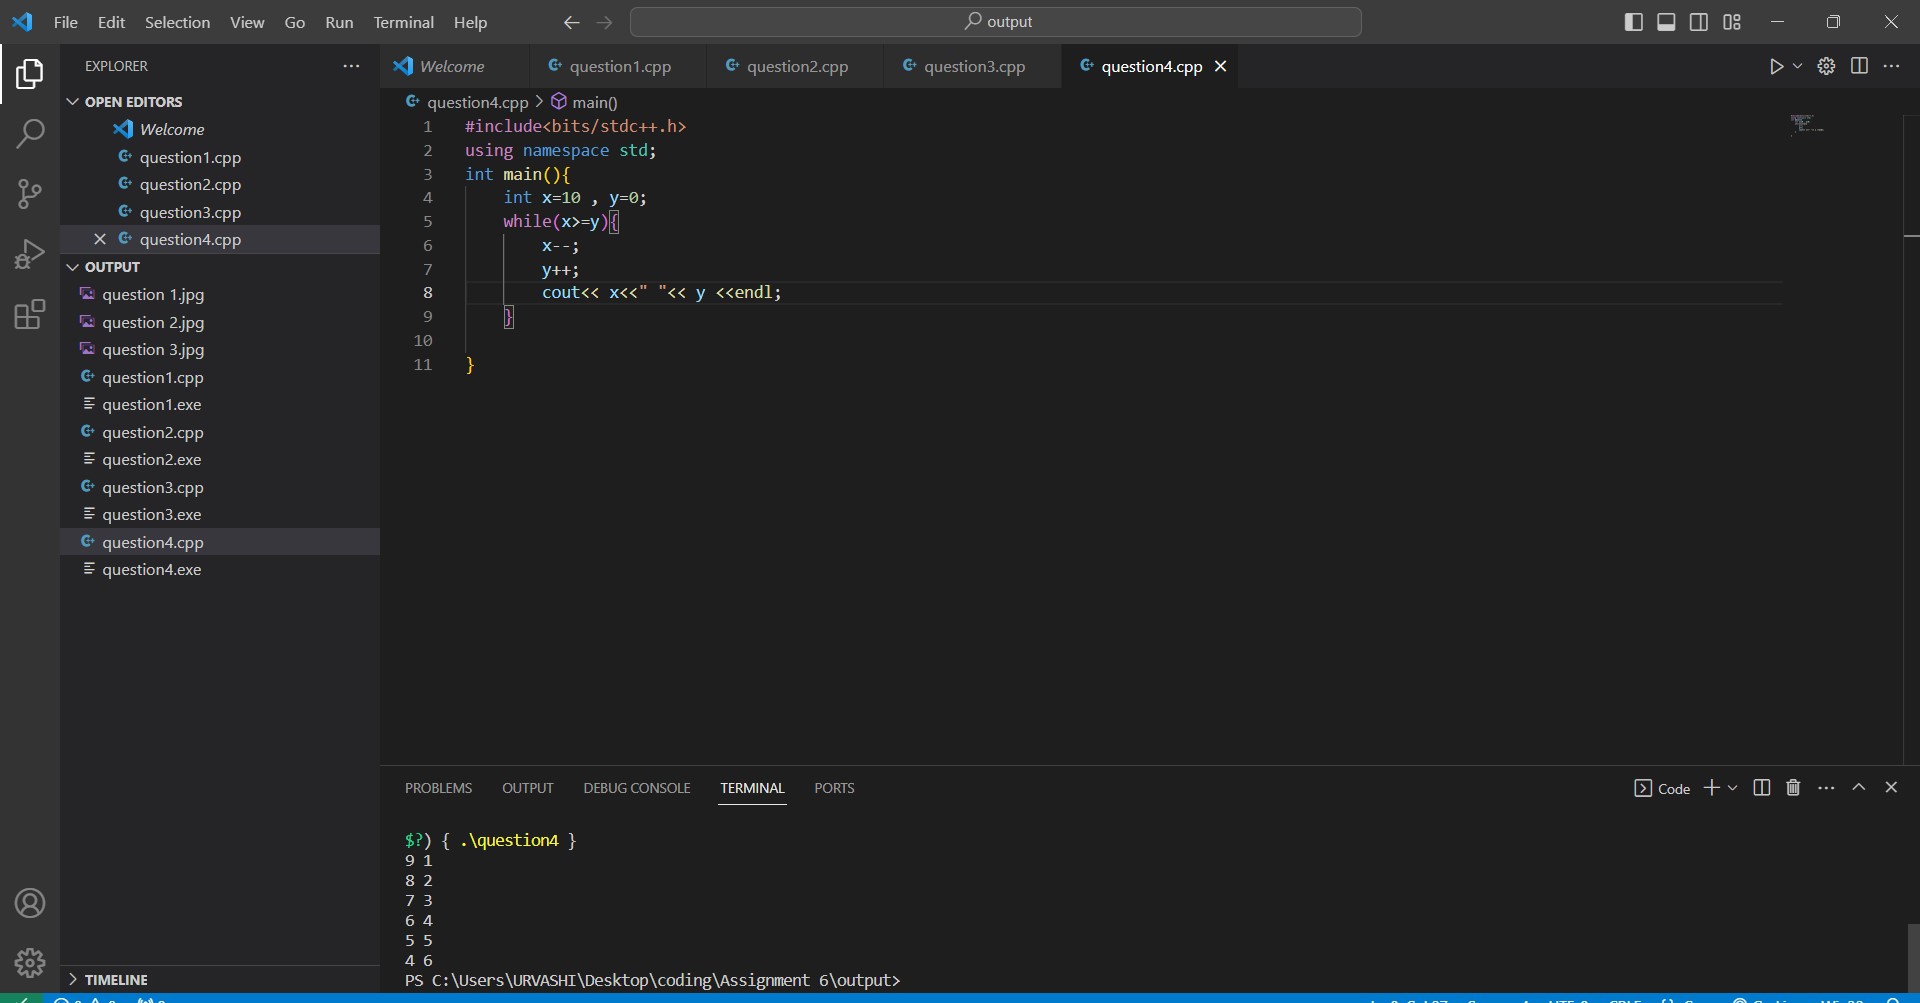 File Edit Selection View Go Run Terminal Help
output
EXPLORER
OPEN EDITORS
Welcome
question1.cpp
question2.cpp
question3.cpp
question4.cpp
OUTPUT
question 1.jpg
question 2.jpg
question 3.jpg
question1.cpp
question1.exe
question2.cpp
question2.exe
question3.cpp
question3.exe
question4.cpp
question4.exe
TIMELINE
Welcome question1.cpp question2.cpp question3.cpp question4.cpp
question4.cpp > main()
1 #include<bits/stdc++.h>
2 using namespace std;
3 int main(){
4 int x=10 , y=0;
5 while(x>=y){
6 x--;
7 y++;
8 cout<< x<<" "<< y <<endl;
9 }
10
11 }
PROBLEMS OUTPUT DEBUG CONSOLE TERMINAL PORTS
Code
$?) { .\question4 }
9 1
8 2
7 3
6 4
5 5
4 6
PS C:\Users\URVASHI\Desktop\coding\Assignment 6\output>